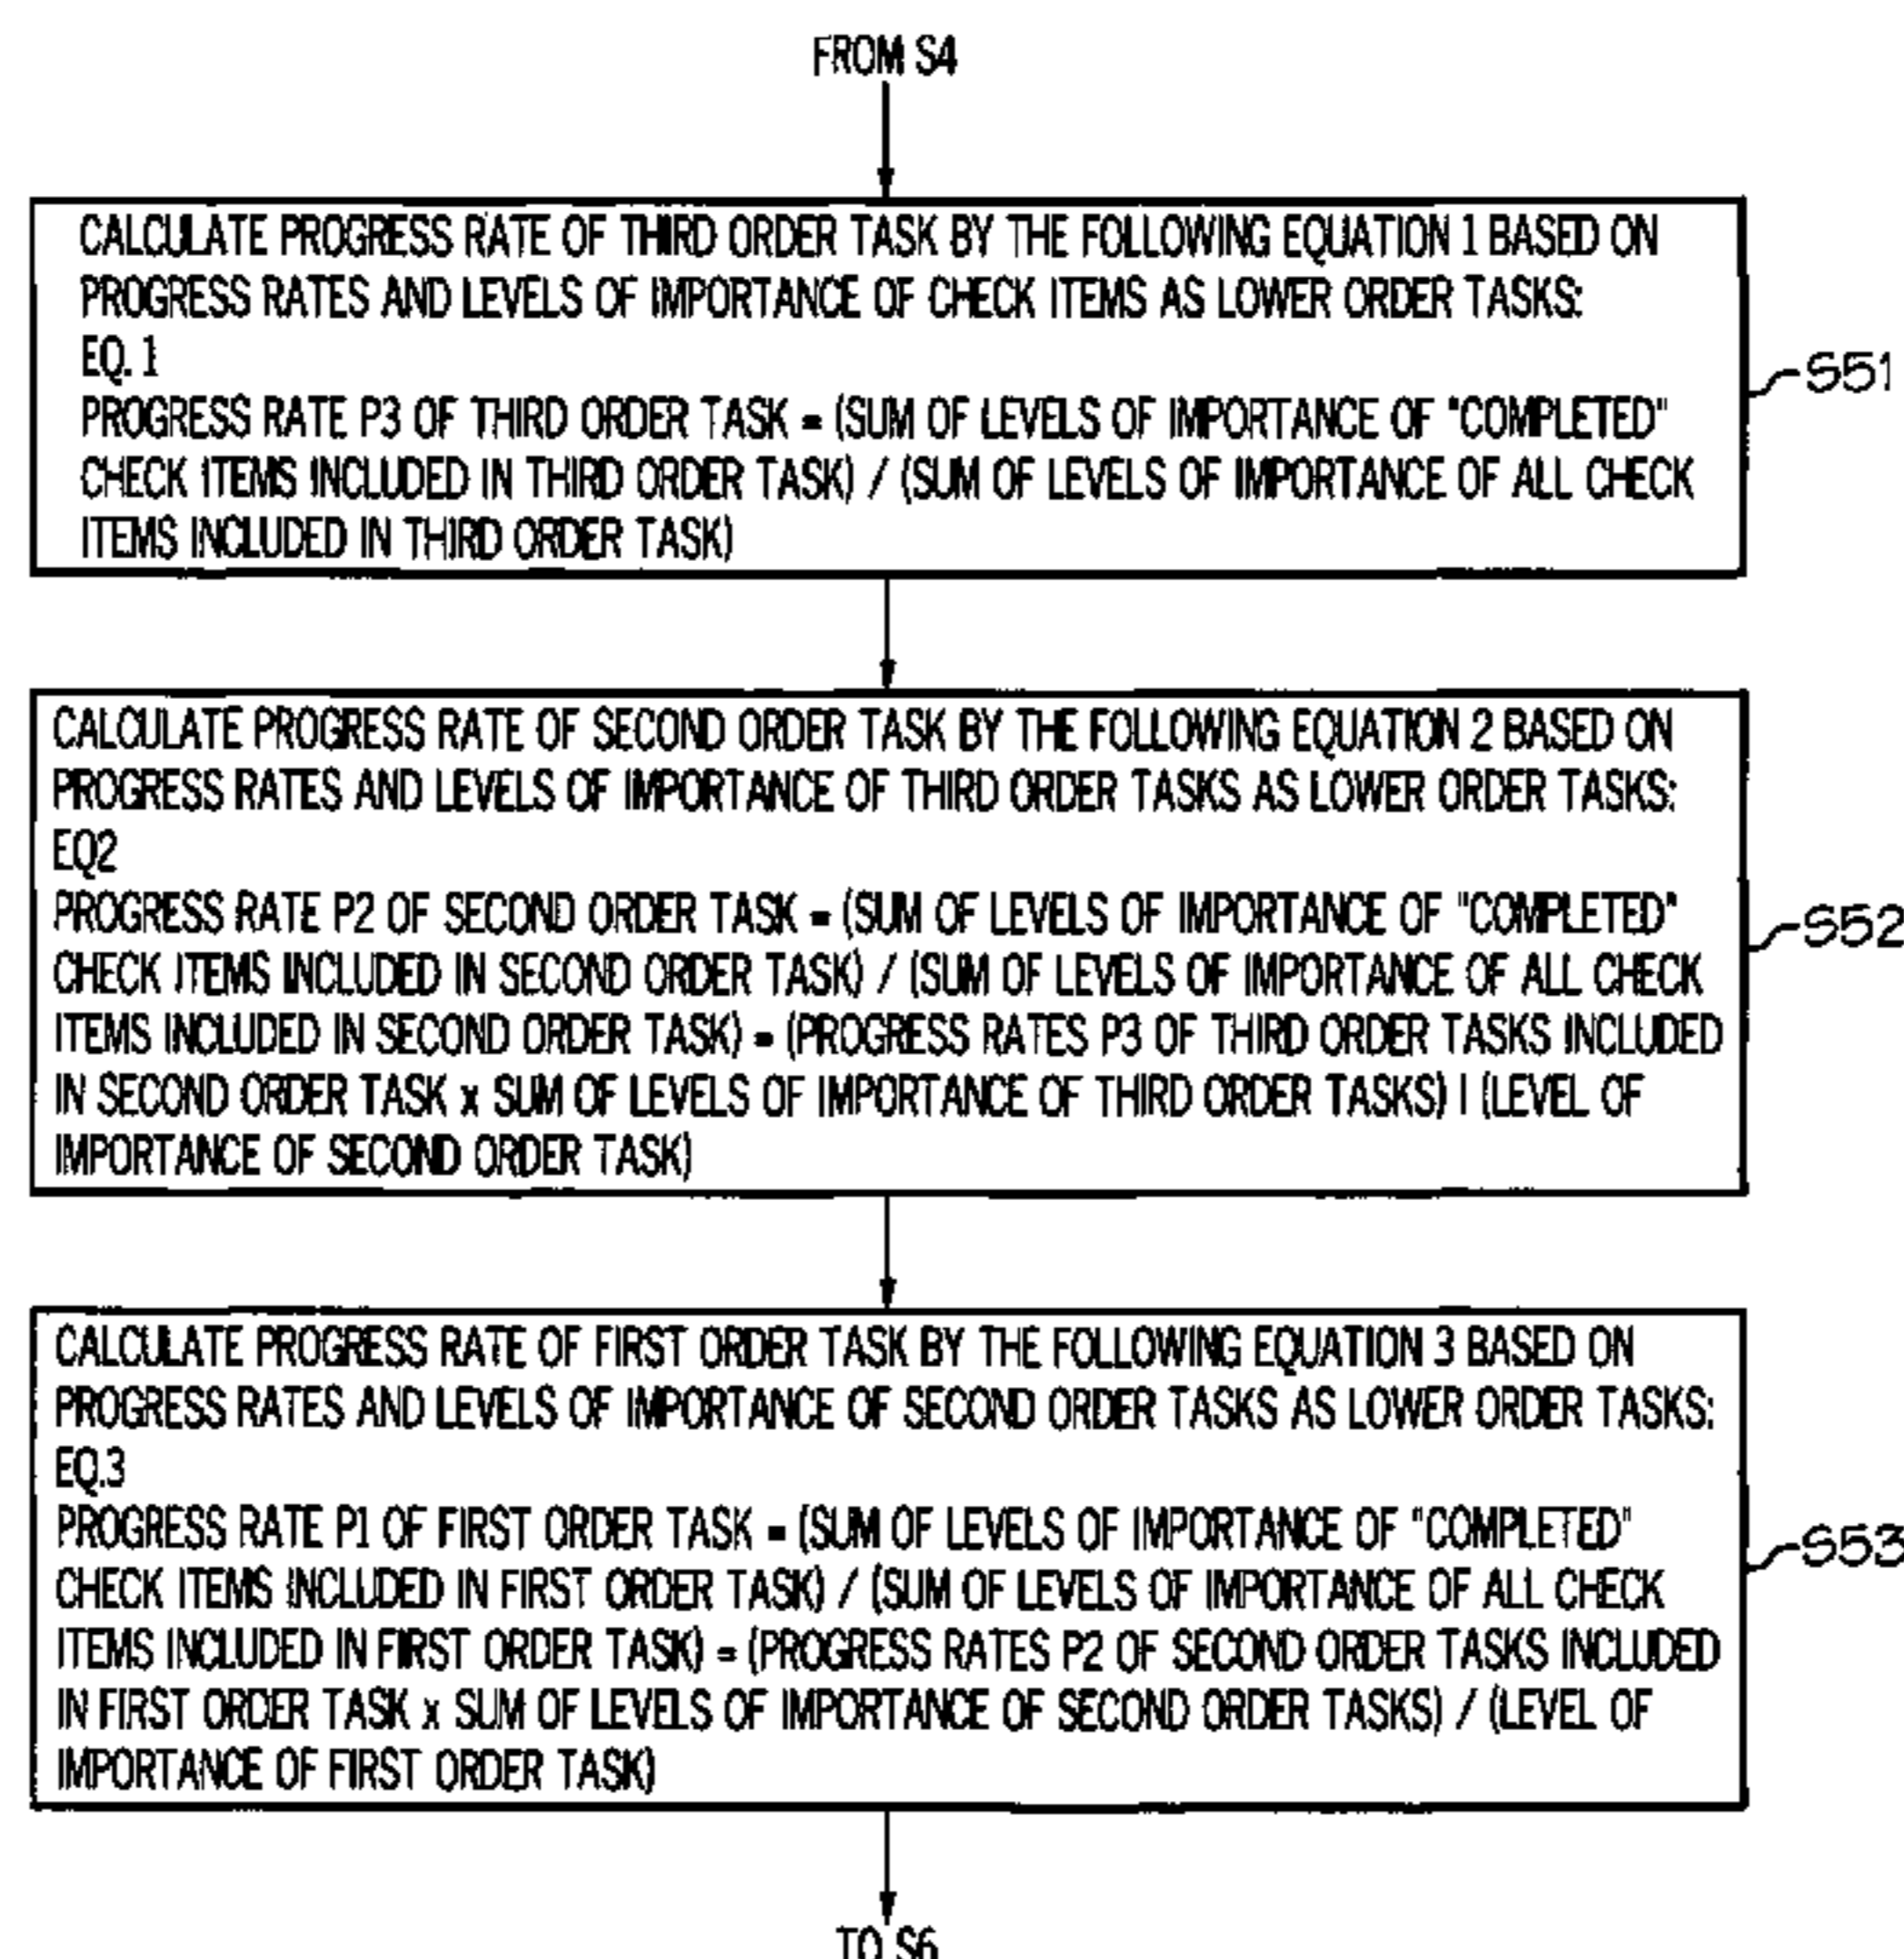 FROM S4
CALCULATE PROGRESS RATE OF THIRD ORDER TASK BY THE FOLLOWING EQUATION 1 BASED ON
PROGRESS RATES AND LEVELS OF IMPORTANCE OF CHECK ITEMS AS LOWER ORDER TASKS:
EQ. 1
PROGRESS RATE P3 OF THIRD ORDER TASK = (SUM OF LEVELS OF IMPORTANCE OF "COMPLETED"
CHECK ITEMS INCLUDED IN THIRD ORDER TASK) / (SUM OF LEVELS OF IMPORTANCE OF ALL CHECK
ITEMS INCLUDED IN THIRD ORDER TASK)
S51
CALCULATE PROGRESS RATE OF SECOND ORDER TASK BY THE FOLLOWING EQUATION 2 BASED ON
PROGRESS RATES AND LEVELS OF IMPORTANCE OF THIRD ORDER TASKS AS LOWER ORDER TASKS:
EQ2
PROGRESS RATE P2 OF SECOND ORDER TASK = (SUM OF LEVELS OF IMPORTANCE OF "COMPLETED"
CHECK ITEMS INCLUDED IN SECOND ORDER TASK) / (SUM OF LEVELS OF IMPORTANCE OF ALL CHECK
ITEMS INCLUDED IN SECOND ORDER TASK) = (PROGRESS RATES P3 OF THIRD ORDER TASKS INCLUDED
IN SECOND ORDER TASK x SUM OF LEVELS OF IMPORTANCE OF THIRD ORDER TASKS) | (LEVEL OF
IMPORTANCE OF SECOND ORDER TASK)
S52
CALCULATE PROGRESS RATE OF FIRST ORDER TASK BY THE FOLLOWING EQUATION 3 BASED ON
PROGRESS RATES AND LEVELS OF IMPORTANCE OF SECOND ORDER TASKS AS LOWER ORDER TASKS:
EQ.3
PROGRESS RATE P1 OF FIRST ORDER TASK = (SUM OF LEVELS OF IMPORTANCE OF "COMPLETED"
CHECK ITEMS INCLUDED IN FIRST ORDER TASK) / (SUM OF LEVELS OF IMPORTANCE OF ALL CHECK
ITEMS INCLUDED IN FIRST ORDER TASK) = (PROGRESS RATES P2 OF SECOND ORDER TASKS INCLUDED
IN FIRST ORDER TASK x SUM OF LEVELS OF IMPORTANCE OF SECOND ORDER TASKS) / (LEVEL OF
IMPORTANCE OF FIRST ORDER TASK)
S53
TO S6